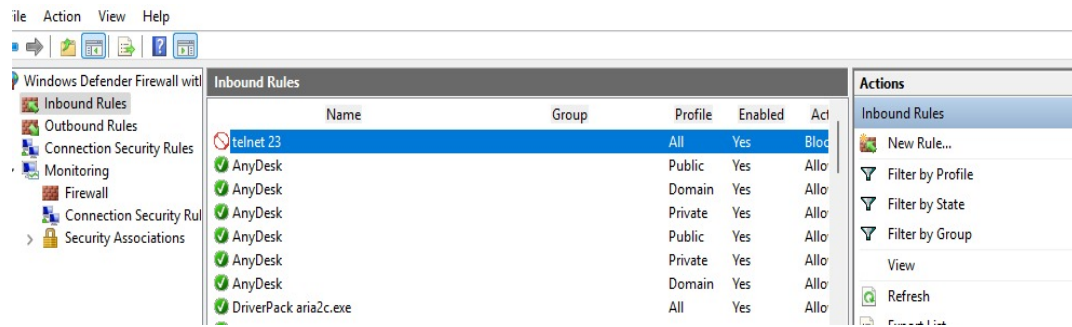 ile Action View Help
Windows Defender Firewall witl
Inbound Rules
Outbound Rules
Connection Security Rules
Monitoring
Firewall
Connection Security Rul
Security Associations
Inbound Rules
Name Group Profile Enabled Act
telnet 23 All Yes Bloc
AnyDesk Public Yes Allo
AnyDesk Domain Yes Allo
AnyDesk Private Yes Allo
AnyDesk Public Yes Allo
AnyDesk Private Yes Allo
AnyDesk Domain Yes Allo
DriverPack aria2c.exe All Yes Allo
Actions
Inbound Rules
New Rule...
Filter by Profile
Filter by State
Filter by Group
View
Refresh
Export List